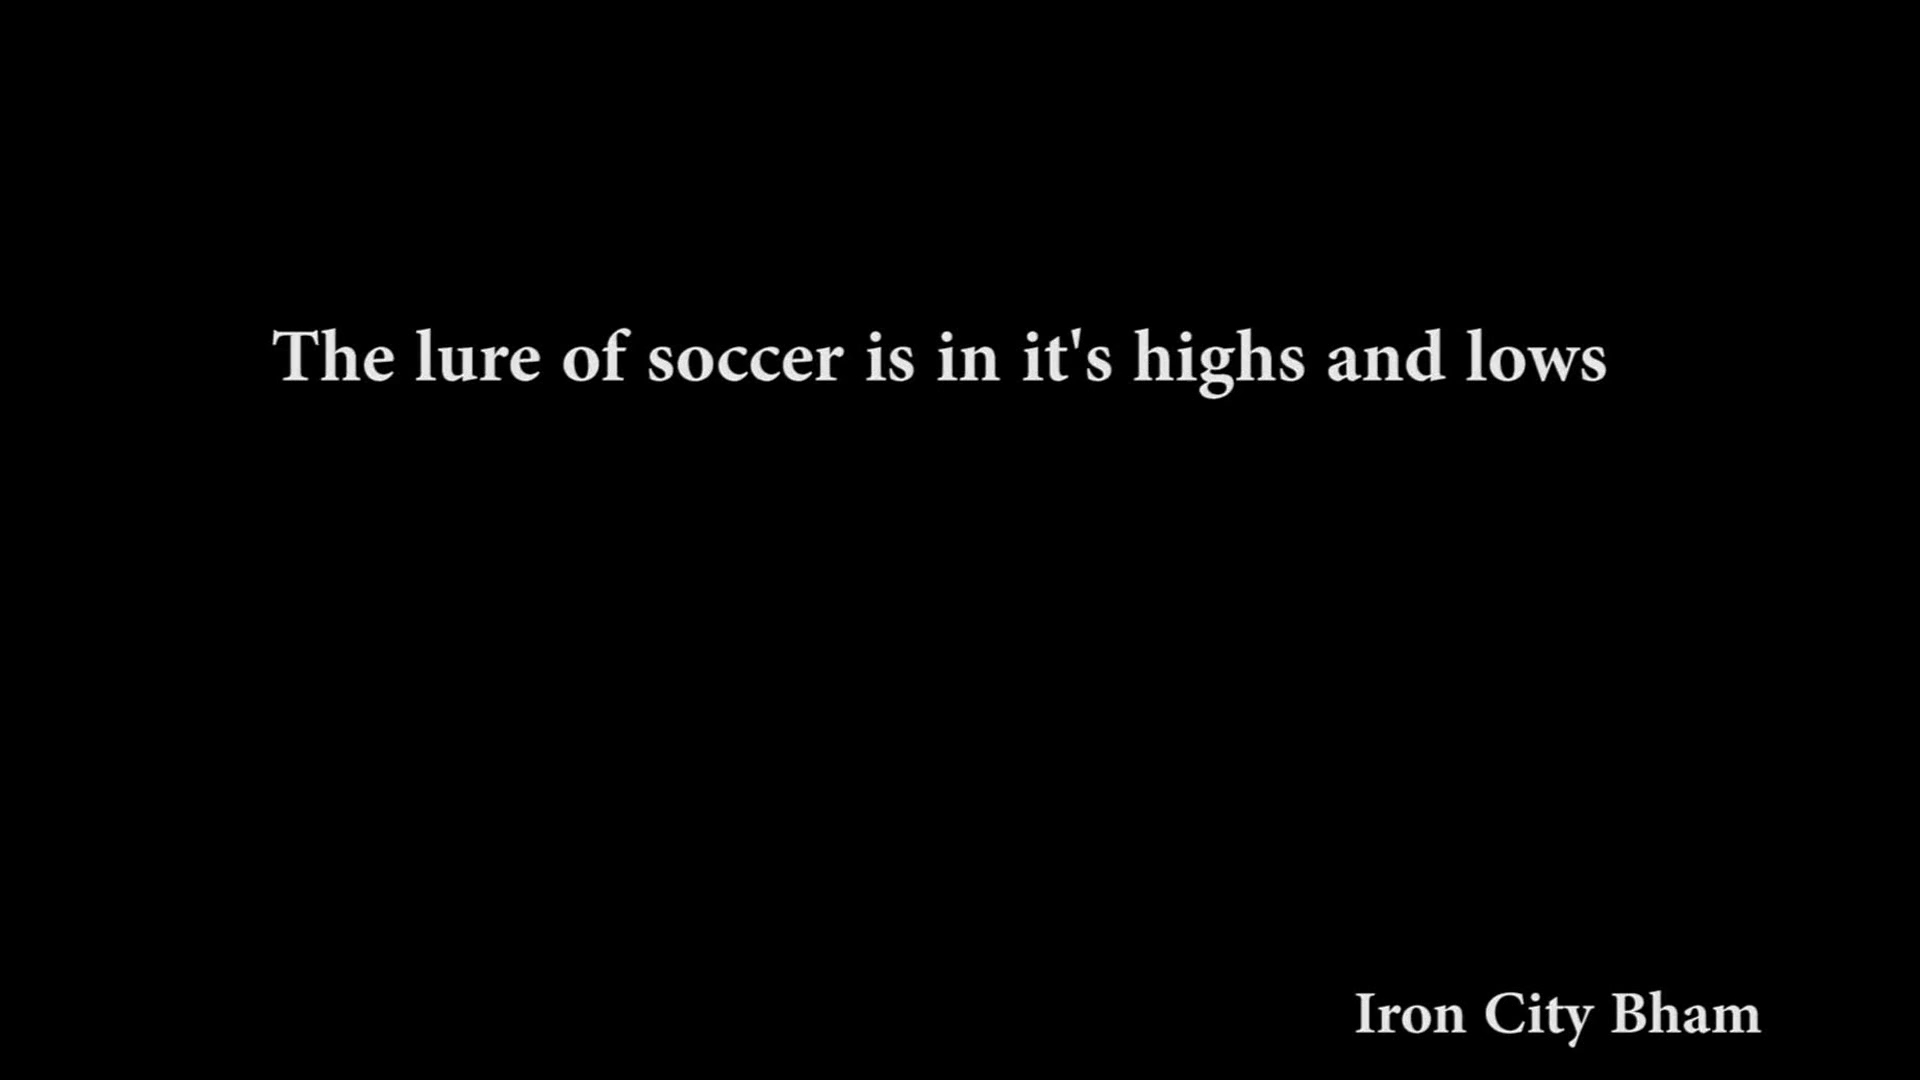 The lure of soccer is in it's highs and lows
Iron City Bham